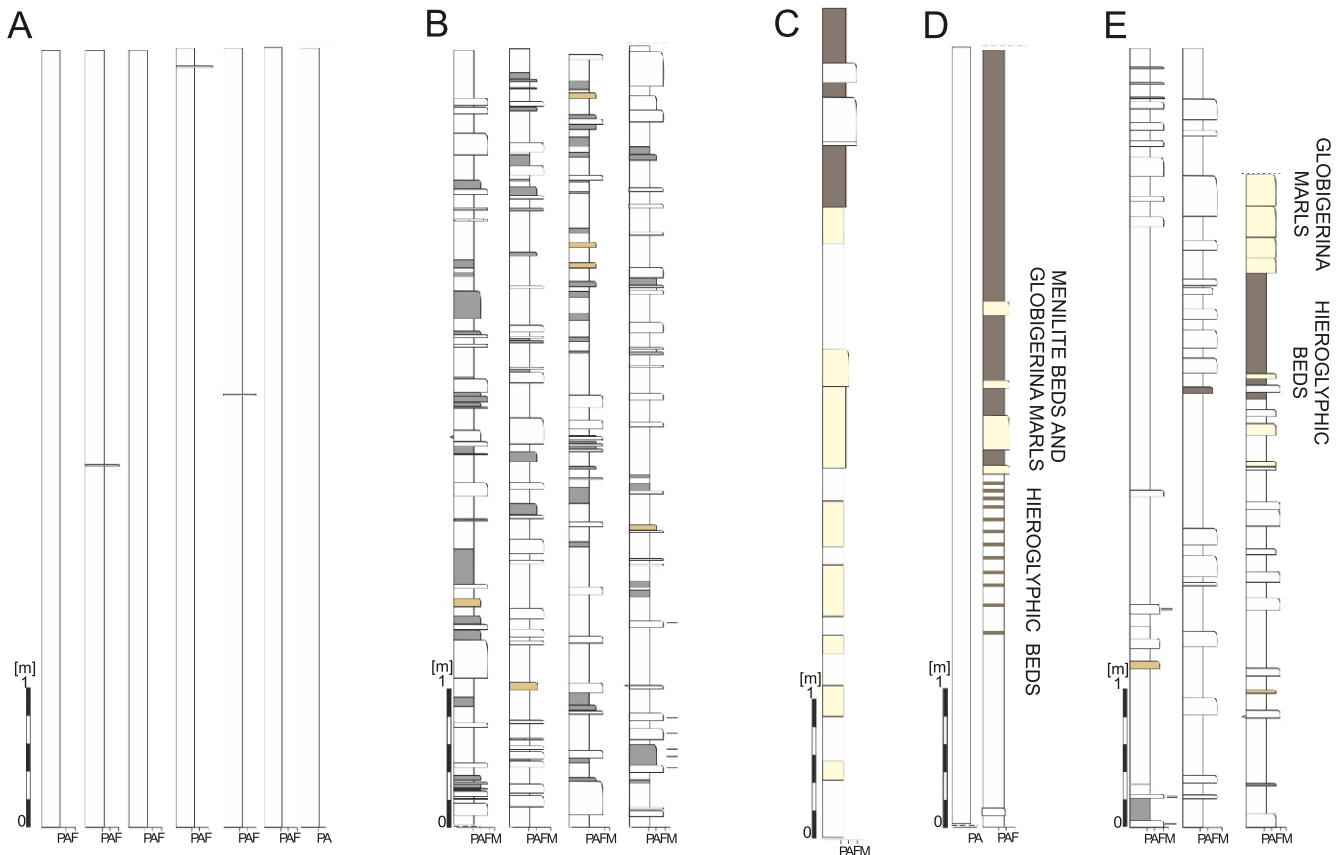 A
B
C
D
E
GLOBIGERINA
MARLS
HIEROGLYPHIC
BEDS
MENILITE BEDS AND
GLOBIGERINA MARLS
HIEROGLYPHIC BEDS
[m]
1
0
[m]
1
0
[m]
1
0
[m]
1
0
[m]
1
0
PAF
PAF
PAF
PAF
PAF
PAF
PA
PAFM
PAFM
PAFM
PAFM
PAFM
PA
PAF
PAFM
PAFM
PAFM